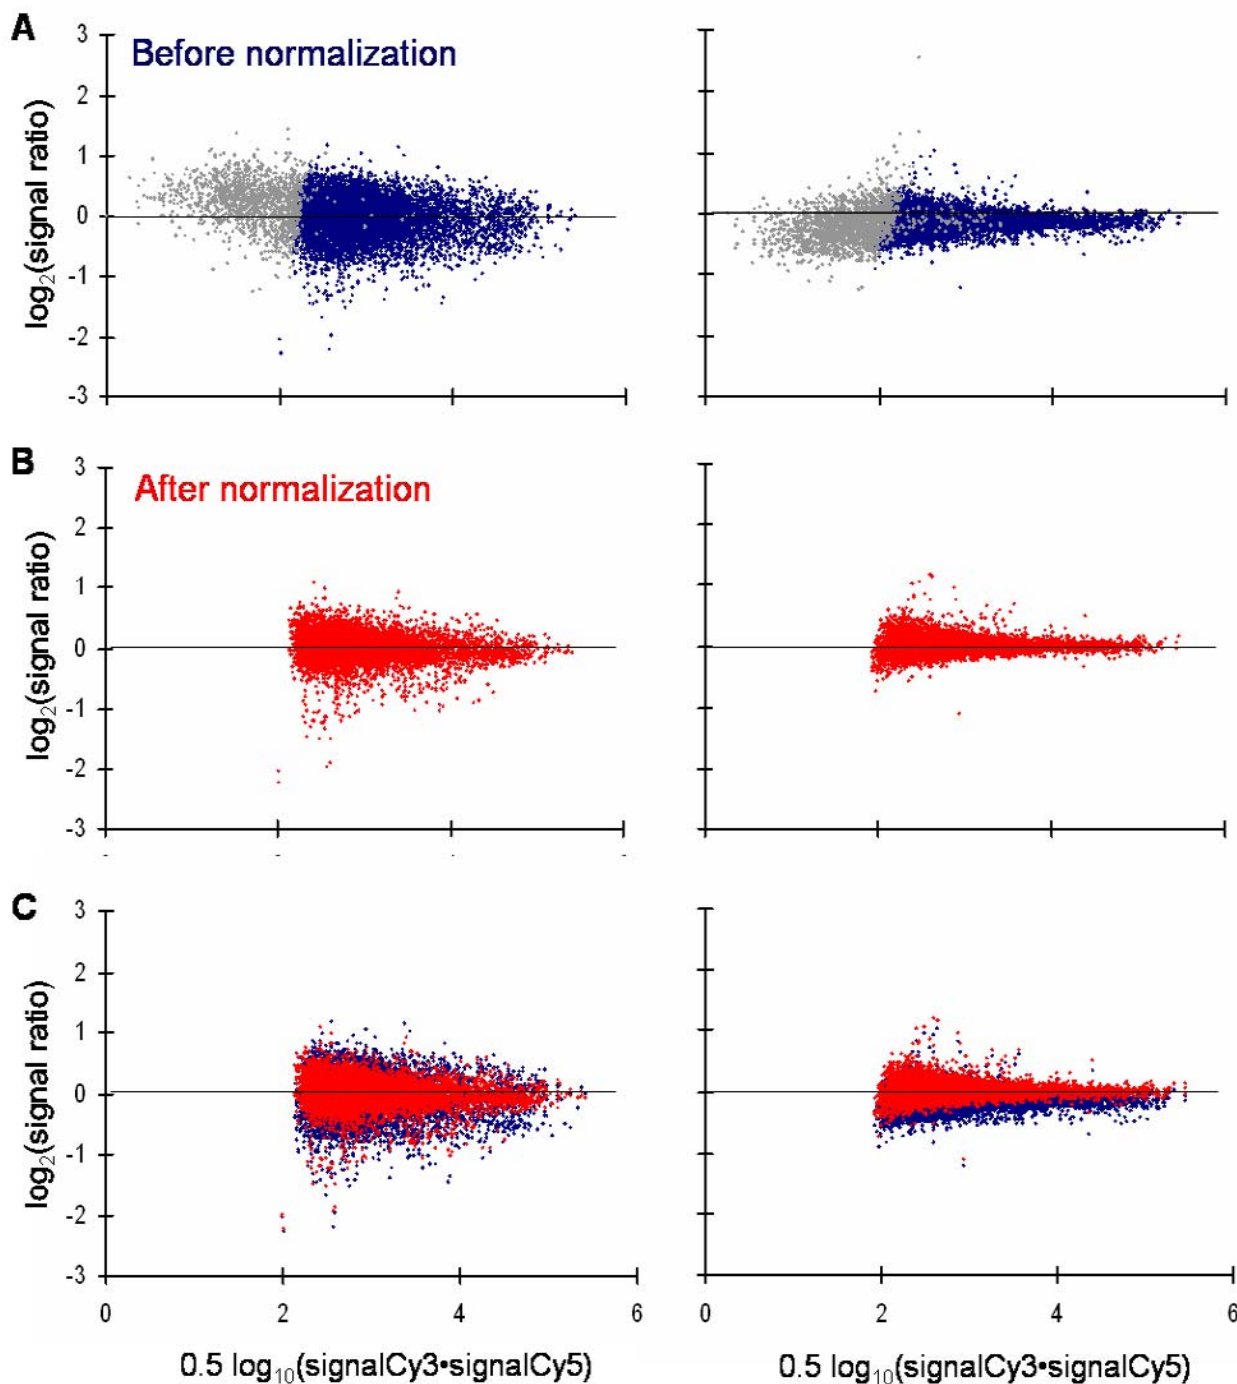 A
3
Before normalization
2
1
0
-1
-2
-3
log₂(signal ratio)
B
3
After normalization
2
1
0
-1
-2
-3
log₂(signal ratio)
C
3
2
1
0
-1
-2
-3
log₂(signal ratio)
0 2 4 6
0 2 4 6
0.5 log₁₀(signalCy3•signalCy5)
0.5 log₁₀(signalCy3•signalCy5)